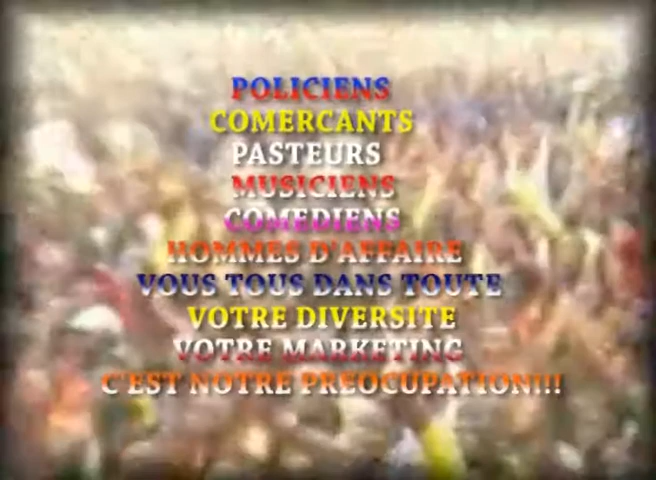 POLICIENS
COMERCANTS
PASTEURS
MUSICIENS
COMEDIENS
HOMMES D'AFFAIRE
VOUS TOUS DANS TOUTE
VOTRE DIVERSITE
VOTRE MARKETING
C'EST NOTRE PREOCUPATION!!!